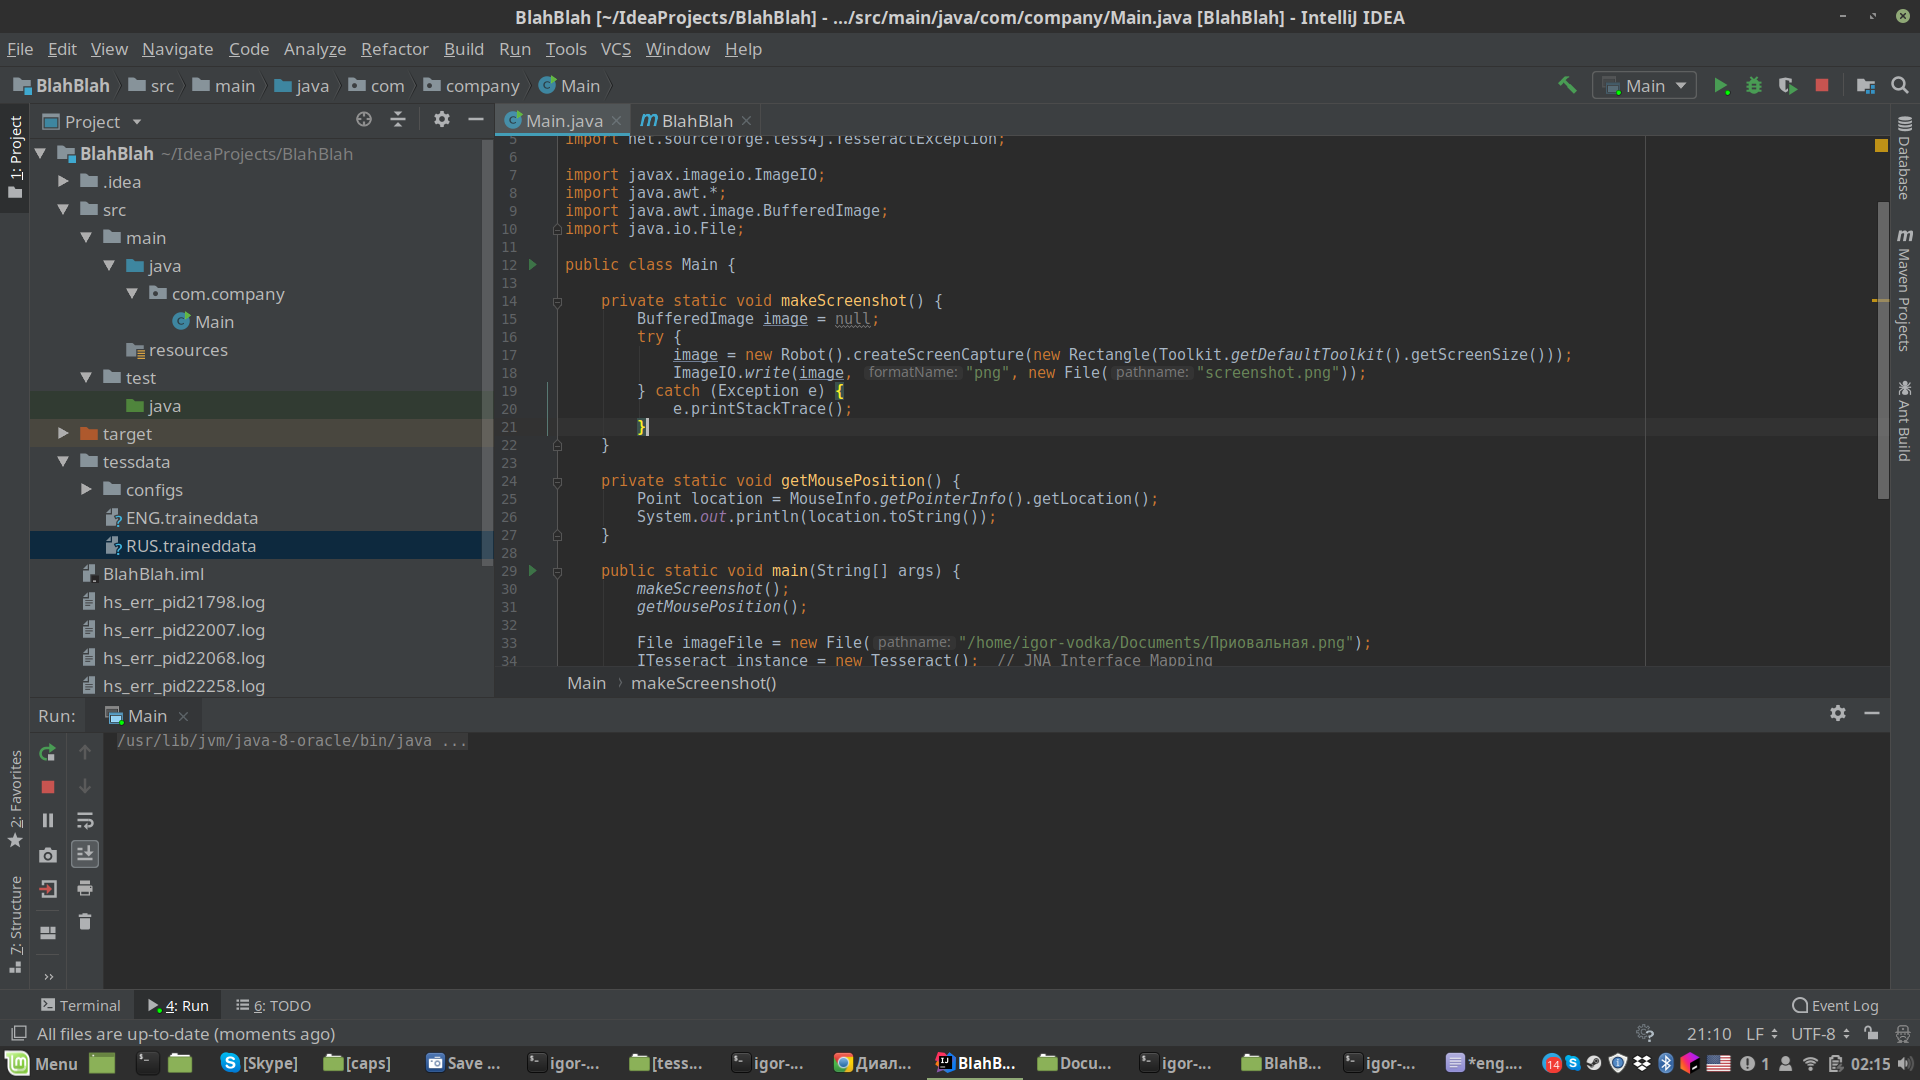 BlahBlah [~/IdeaProjects/BlahBlah] - .../src/main/java/com/company/Main.java [BlahBlah] - IntelliJ IDEA
File Edit View Navigate Code Analyze Refactor Build Run Tools VCS Window Help
BlahBlah src main java com company Main
Main
1: Project
Project
Main.java BlahBlah
BlahBlah ~/IdeaProjects/BlahBlah
.idea
src
main
java
com.company
Main
resources
test
java
target
tessdata
configs
ENG.traineddata
RUS.traineddata
BlahBlah.iml
hs_err_pid21798.log
hs_err_pid22007.log
hs_err_pid22068.log
hs_err_pid22258.log
5 import net.sourceforge.tess4j.TesseractException;
6
7 import javax.imageio.ImageIO;
8 import java.awt.*;
9 import java.awt.image.BufferedImage;
10 import java.io.File;
11
12 public class Main {
13
14 private static void makeScreenshot() {
15 BufferedImage image = null;
16 try {
17 image = new Robot().createScreenCapture(new Rectangle(Toolkit.getDefaultToolkit().getScreenSize()));
18 ImageIO.write(image, formatName: "png", new File( pathname: "screenshot.png"));
19 } catch (Exception e) {
20 e.printStackTrace();
21 }
22 }
23
24 private static void getMousePosition() {
25 Point location = MouseInfo.getPointerInfo().getLocation();
26 System.out.println(location.toString());
27 }
28
29 public static void main(String[] args) {
30 makeScreenshot();
31 getMousePosition();
32
33 File imageFile = new File( pathname: "/home/igor-vodka/Documents/Приовальная.png");
34 ITesseract instance = new Tesseract(); // JNA Interface Mapping
Main makeScreenshot()
Database
Maven Projects
Ant Build
Run: Main
/usr/lib/jvm/java-8-oracle/bin/java ...
2: Favorites
7: Structure
Terminal 4: Run 6: TODO Event Log
All files are up-to-date (moments ago) 21:10 LF UTF-8
Menu [Skype] [caps] Save ... igor-... [tess... igor-... Диал... BlahB... Docu... igor-... BlahB... igor-... *eng.... 14 1 02:15